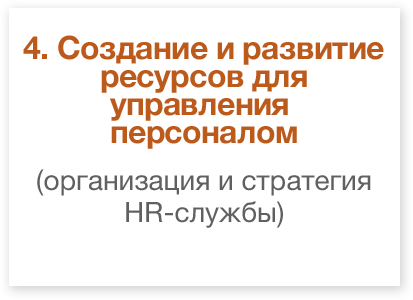 4. Создание и развитие
ресурсов для
управления
персоналом
(организация и стратегия
HR-службы)